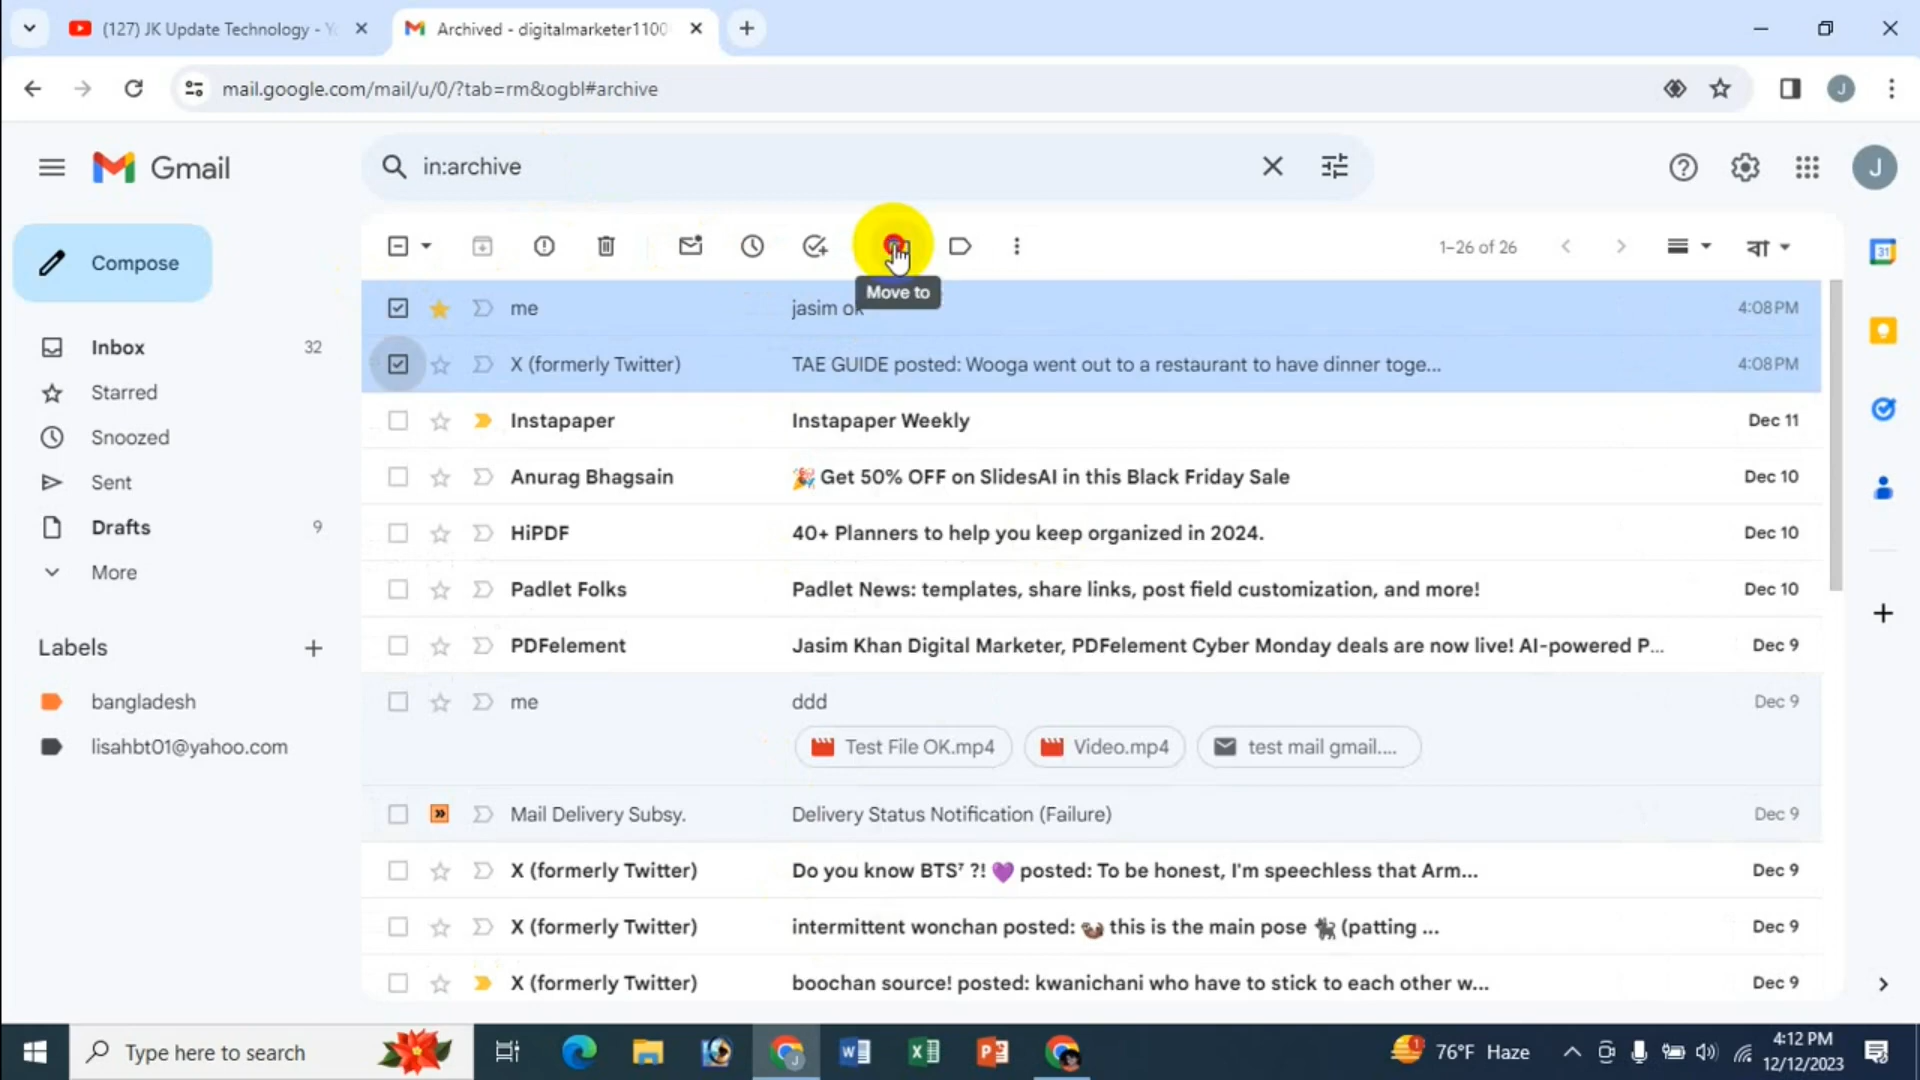 (127) JK Update Technology - Yo
Archived - digitalmarketer1100
mail.google.com/mail/u/0/?tab=rm&ogbl#archive
J
Gmail
in:archive
J
Compose
1–26 of 26
বা
31
Move to
me jasim ok 4:08 PM
X (formerly Twitter) TAE GUIDE posted: Wooga went out to a restaurant to have dinner toge... 4:08 PM
Inbox 32
Starred
Snoozed
Sent
Drafts 9
More
Labels
bangladesh
lisahbt01@yahoo.com
Instapaper Instapaper Weekly Dec 11
Anurag Bhagsain 🎉 Get 50% OFF on SlidesAI in this Black Friday Sale Dec 10
HiPDF 40+ Planners to help you keep organized in 2024. Dec 10
Padlet Folks Padlet News: templates, share links, post field customization, and more! Dec 10
PDFelement Jasim Khan Digital Marketer, PDFelement Cyber Monday deals are now live! AI-powered P... Dec 9
me ddd Dec 9
Test File OK.mp4 Video.mp4 test mail gmail....
Mail Delivery Subsy. Delivery Status Notification (Failure) Dec 9
X (formerly Twitter) Do you know BTS⁷ ?! 💜 posted: To be honest, I'm speechless that Arm... Dec 9
X (formerly Twitter) intermittent wonchan posted: 🦦 this is the main pose 🐈‍⬛ (patting ... Dec 9
X (formerly Twitter) boochan source! posted: kwanichani who have to stick to each other w... Dec 9
Type here to search
76°F Haze
4:12 PM
12/12/2023